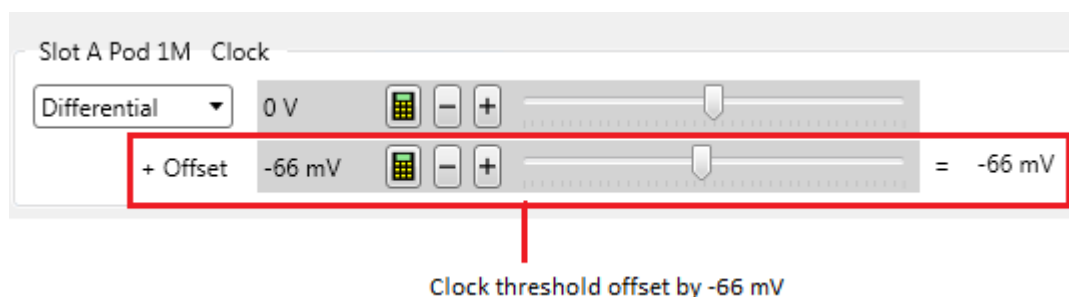 Slot A Pod 1M Clock
Differential 0 V - +
+ Offset -66 mV - + = -66 mV
Clock threshold offset by -66 mV